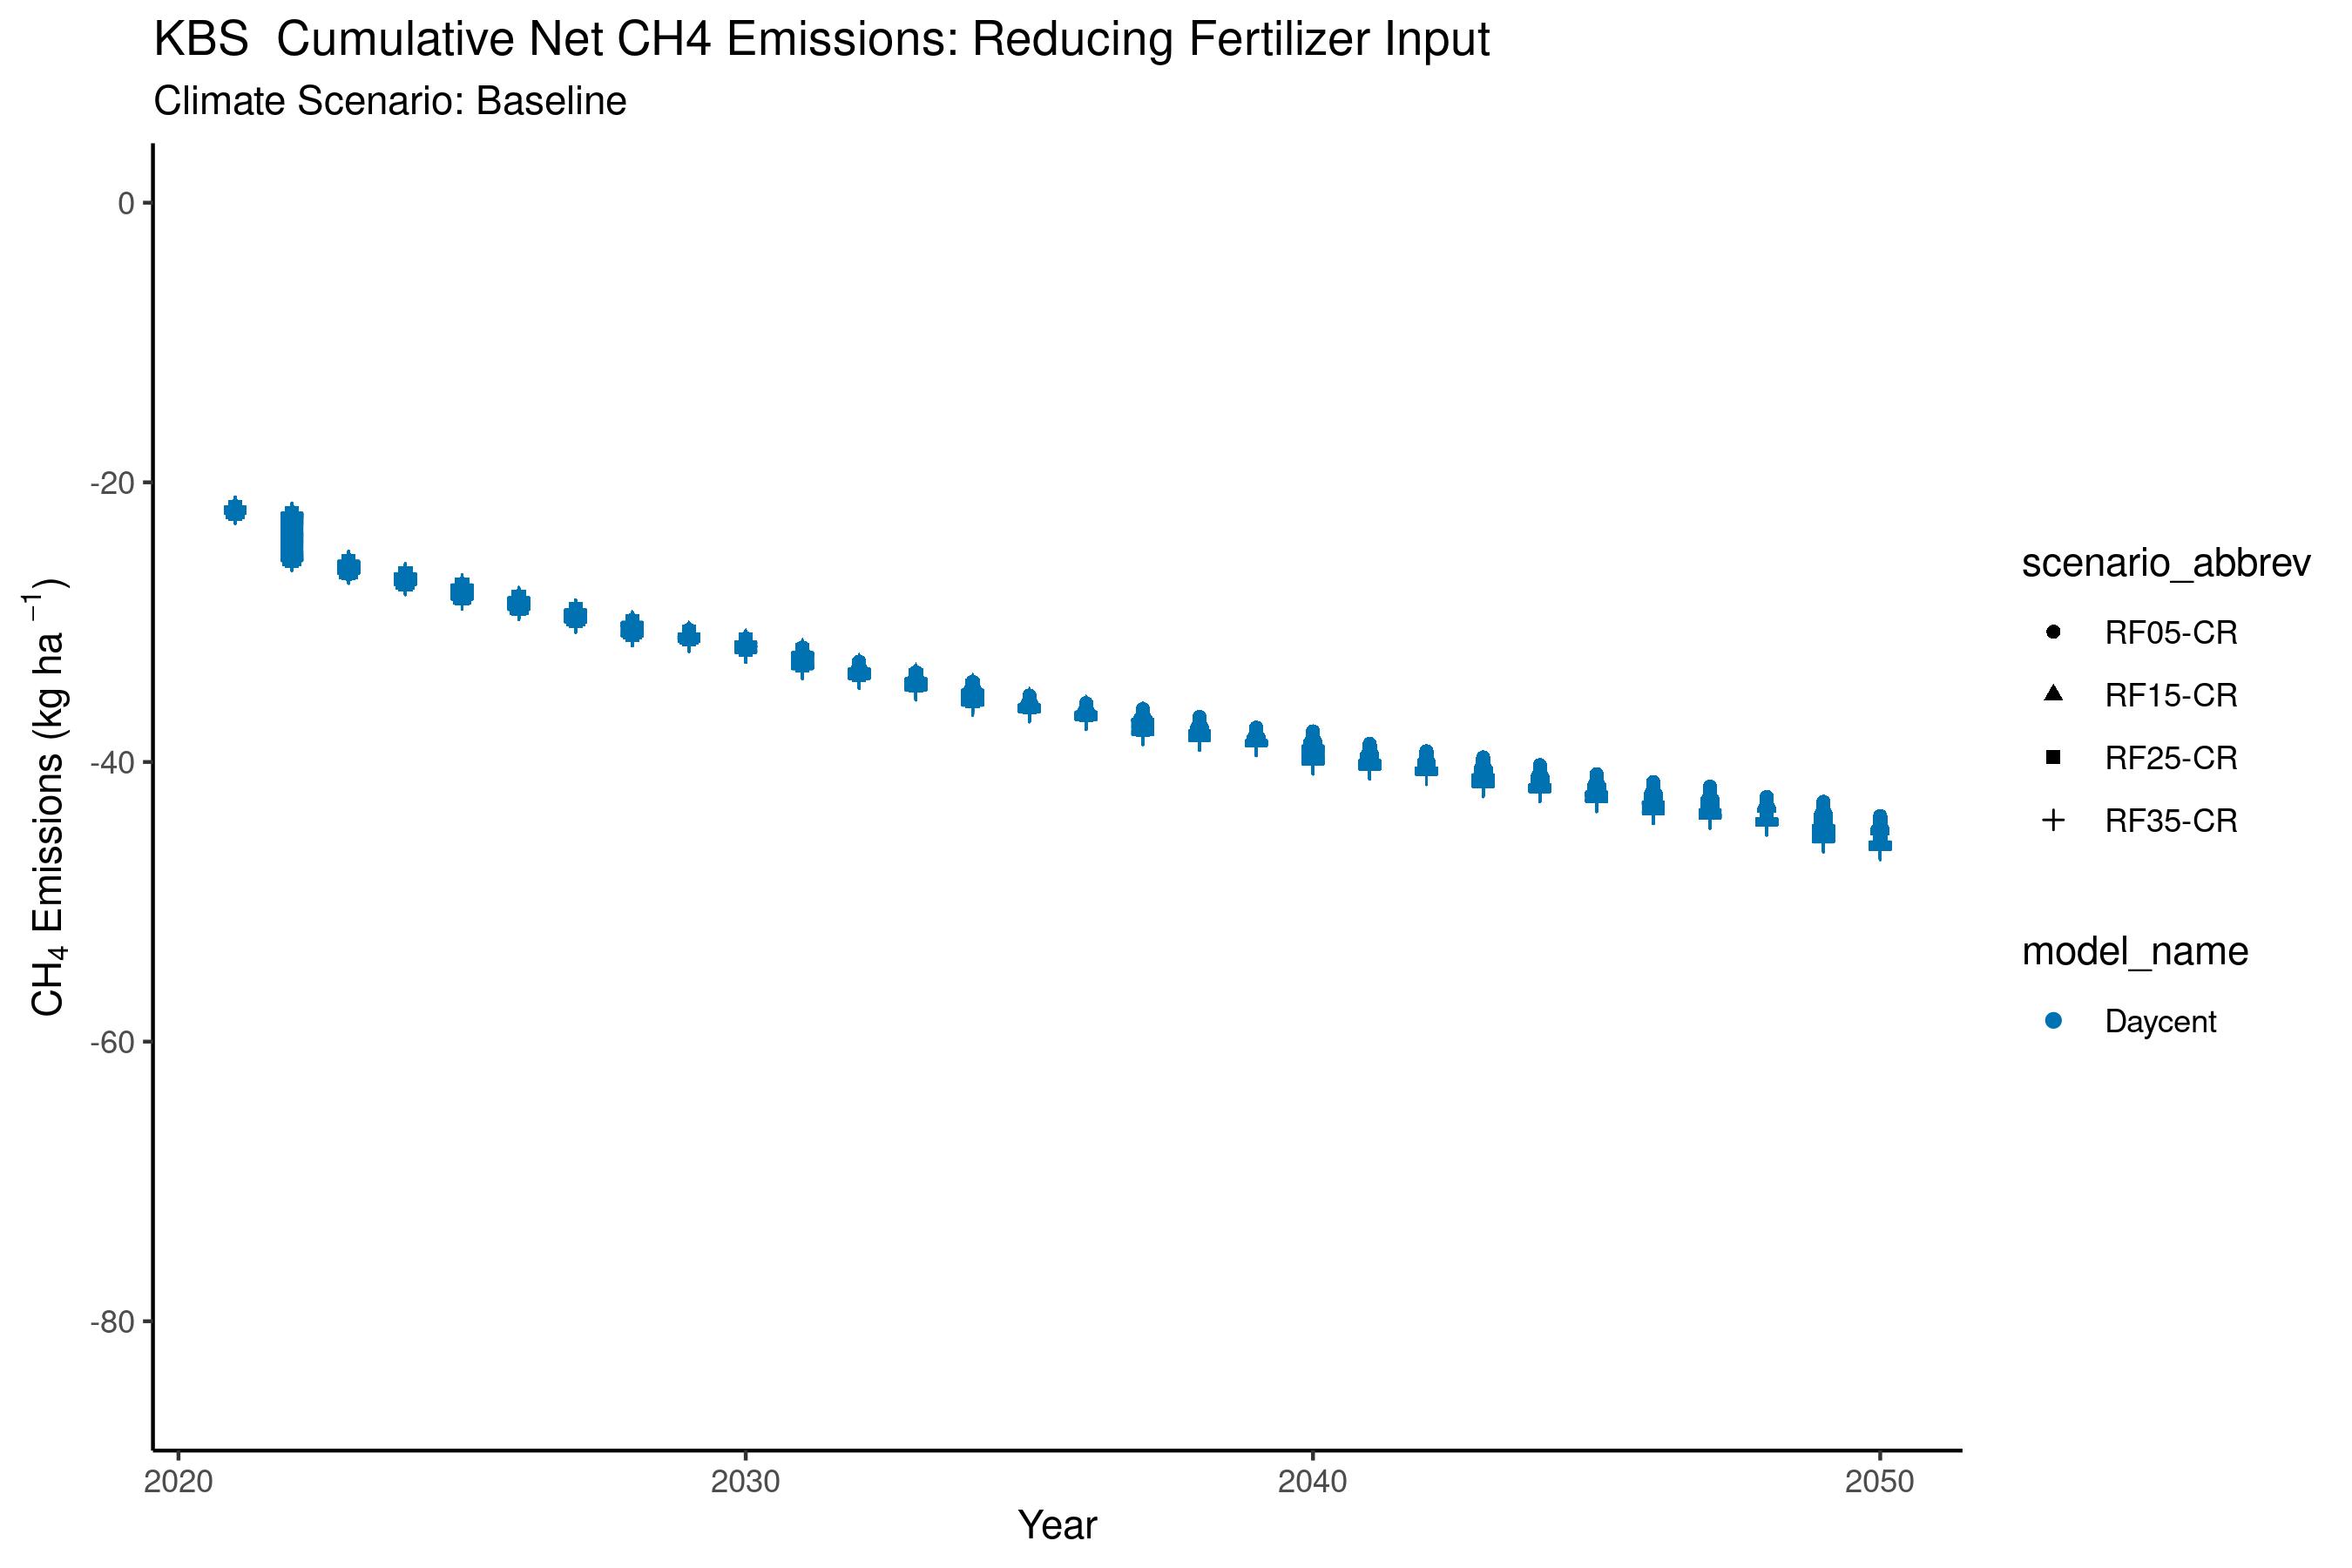 KBS  Cumulative Net CH4 Emissions: Reducing Fertilizer Input
Climate Scenario: Baseline
CH₄ Emissions (kg ha ⁻¹)
0
-20
-40
-60
-80
2020
2030
2040
2050
Year
scenario_abbrev
RF05-CR
RF15-CR
RF25-CR
RF35-CR
model_name
Daycent